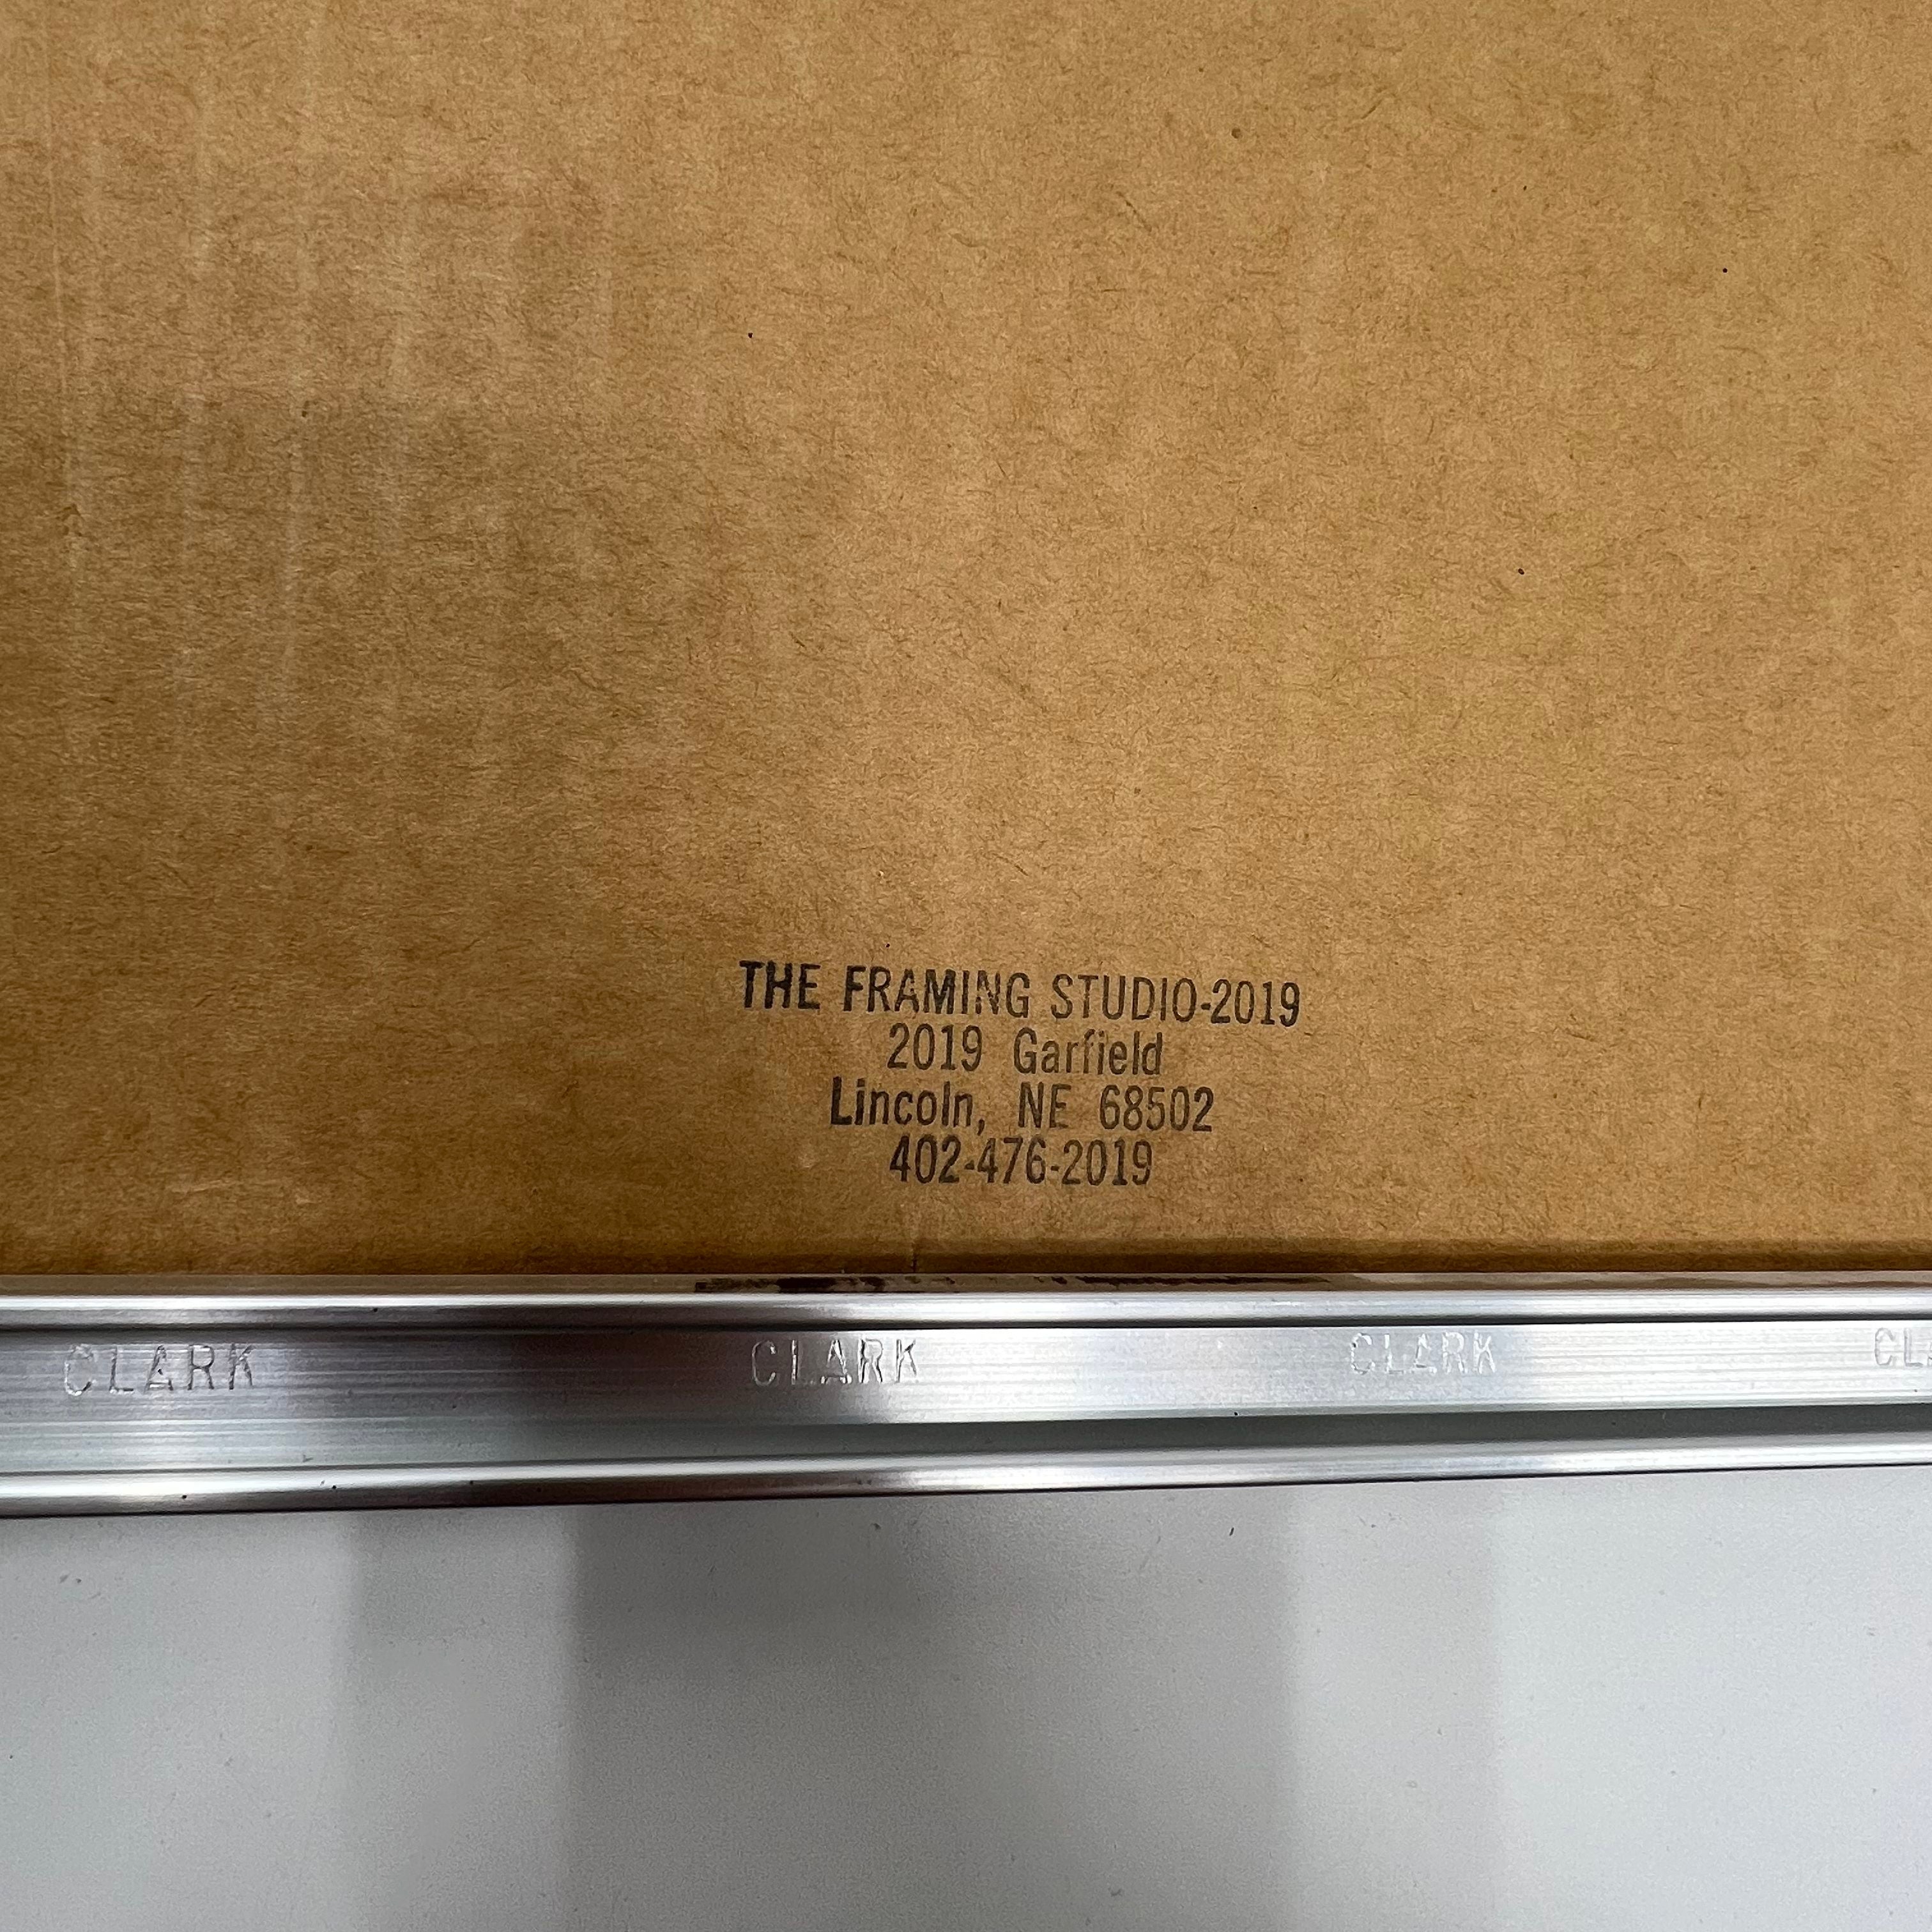 THE FRAMING STUDIO-2019
2019 Garfield
Lincoln, NE 68502
402-476-2019
CLARK CLARK CLARK